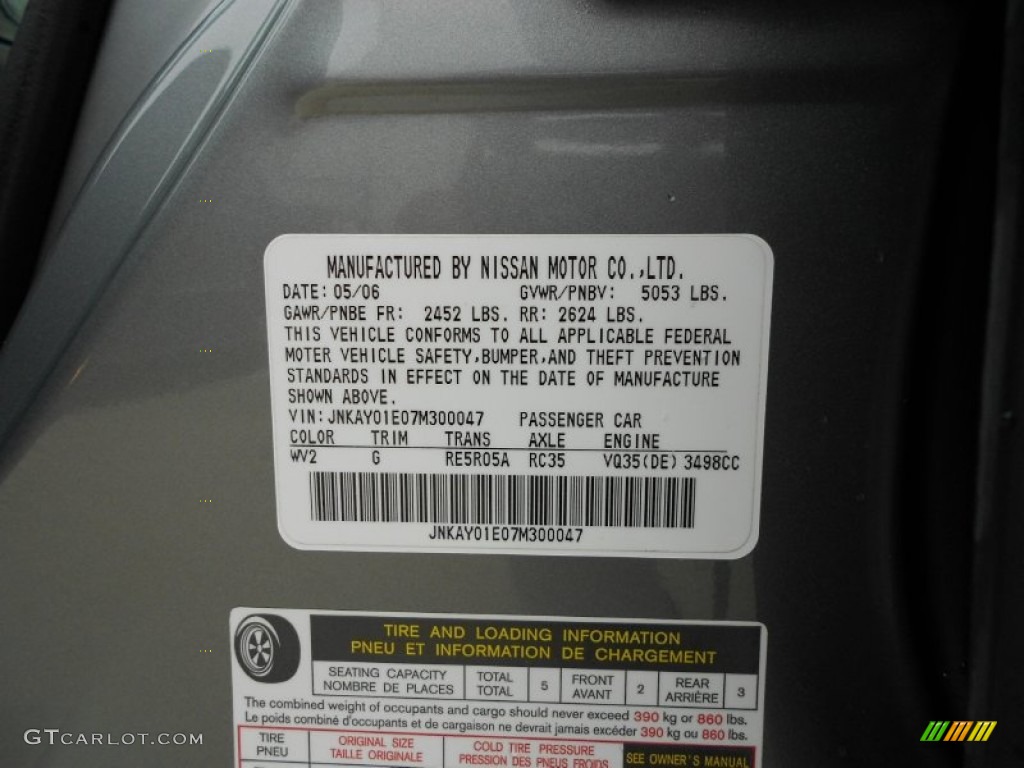 MANUFACTURED BY NISSAN MOTOR CO.,LTD.
DATE: 05/06 GVWR/PNBV: 5053 LBS.
GAWR/PNBE FR: 2452 LBS. RR: 2624 LBS.
THIS VEHICLE CONFORMS TO ALL APPLICABLE FEDERAL
MOTER VEHICLE SAFETY,BUMPER,AND THEFT PREVENTION
STANDARDS IN EFFECT ON THE DATE OF MANUFACTURE
SHOWN ABOVE.
VIN: JNKAY01E07M300047 PASSENGER CAR
COLOR TRIM TRANS AXLE ENGINE
WV2 G RE5R05A RC35 VQ35(DE) 3498CC
JNKAY01E07M300047
TIRE AND LOADING INFORMATION
PNEU ET INFORMATION DE CHARGEMENT
SEATING CAPACITY TOTAL 5 FRONT 2 REAR 3
NOMBRE DE PLACES TOTAL AVANT ARRIÈRE
The combined weight of occupants and cargo should never exceed 390 kg or 860 lbs.
Le poids combiné d'occupants et de cargaison ne devrait jamais excéder 390 kg ou 860 lbs.
TIRE ORIGINAL SIZE COLD TIRE PRESSURE SEE OWNER'S MANUAL
PNEU TAILLE ORIGINALE PRESSION DES PNEUS FROIDS
GTCARLOT.COM